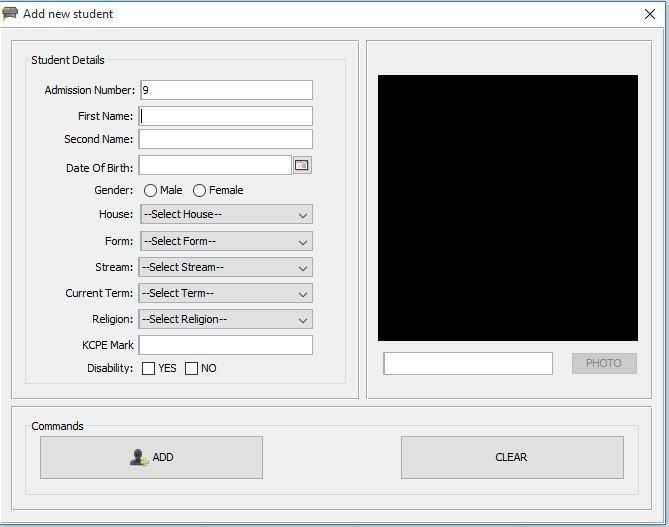 Add new student
Student Details
Admission Number: 9
First Name:
Second Name:
Date Of Birth:
Gender: Male Female
House: --Select House--
Form: --Select Form--
Stream: --Select Stream--
Current Term: --Select Term--
Religion: --Select Religion--
KCPE Mark
Disability: YES NO
PHOTO
Commands
ADD CLEAR